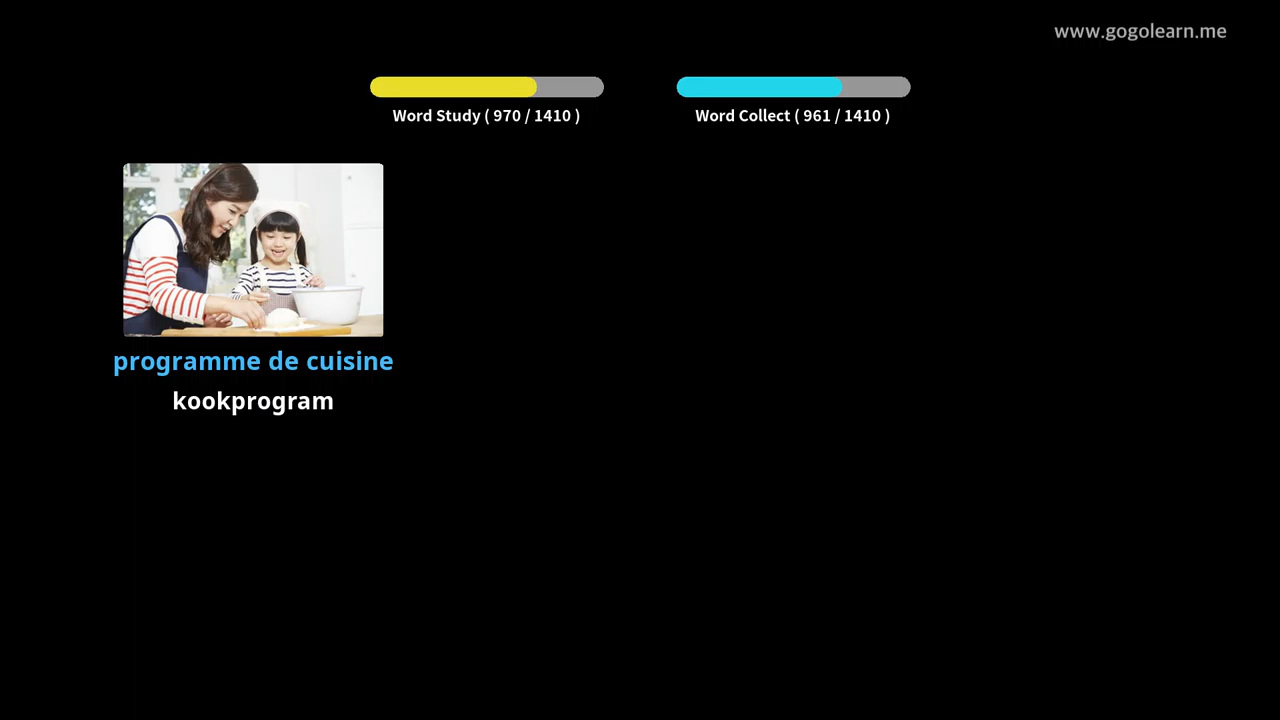 www.gogolearn.me
Word Study ( 970 / 1410 )
Word Collect ( 961 / 1410 )
programme de cuisine
kookprogram